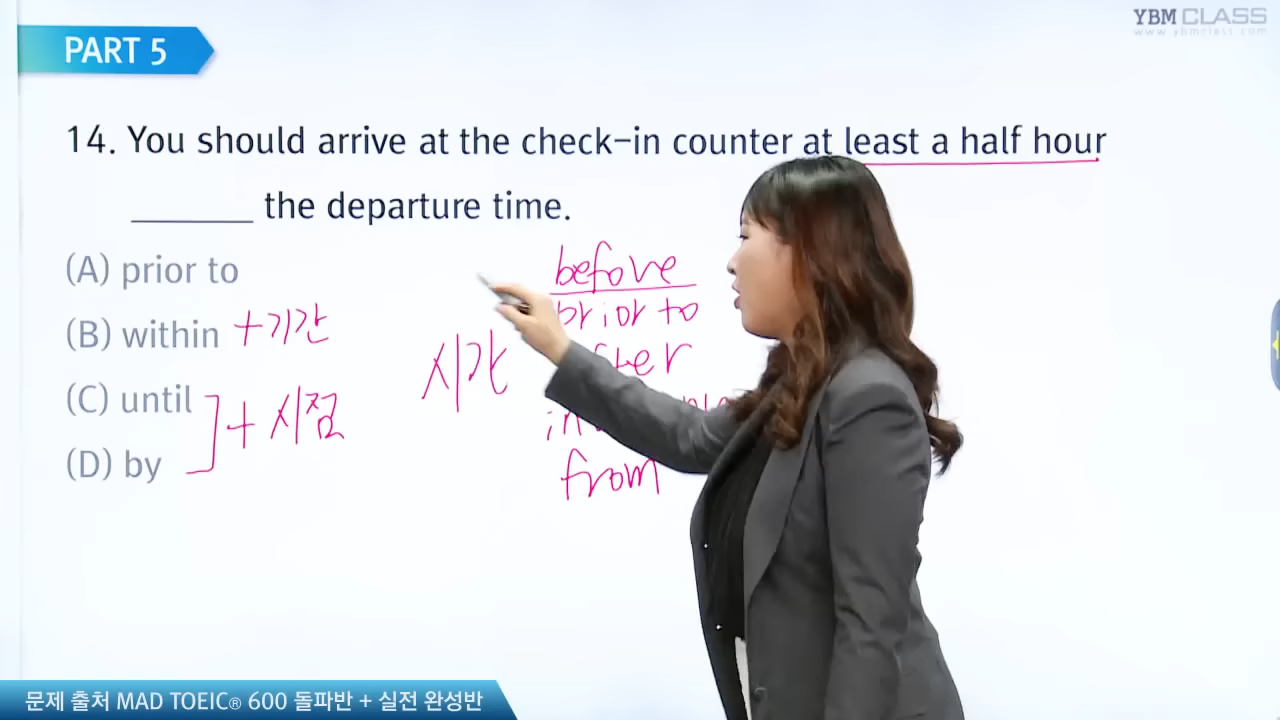 YBM CLASS
www.ybmclass.com
PART 5
14. You should arrive at the check-in counter at least a half hour
______ the departure time.
(A) prior to
(B) within +기간
(C) until
(D) by
+ 시점
시간
before
prior to
from
문제 출처 MAD TOEIC® 600 돌파반 + 실전 완성반